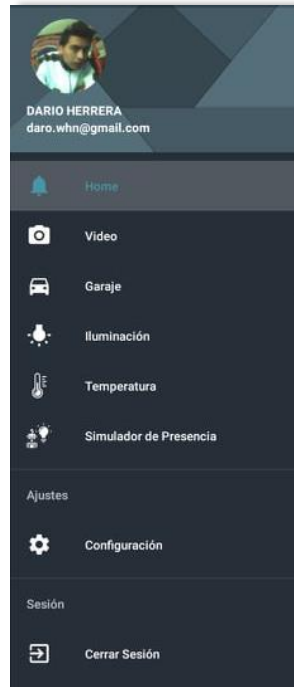 DARIO HERRERA
daro.whn@gmail.com
Home
Video
Garaje
Iluminación
Temperatura
Simulador de Presencia
Ajustes
Configuración
Sesión
Cerrar Sesión